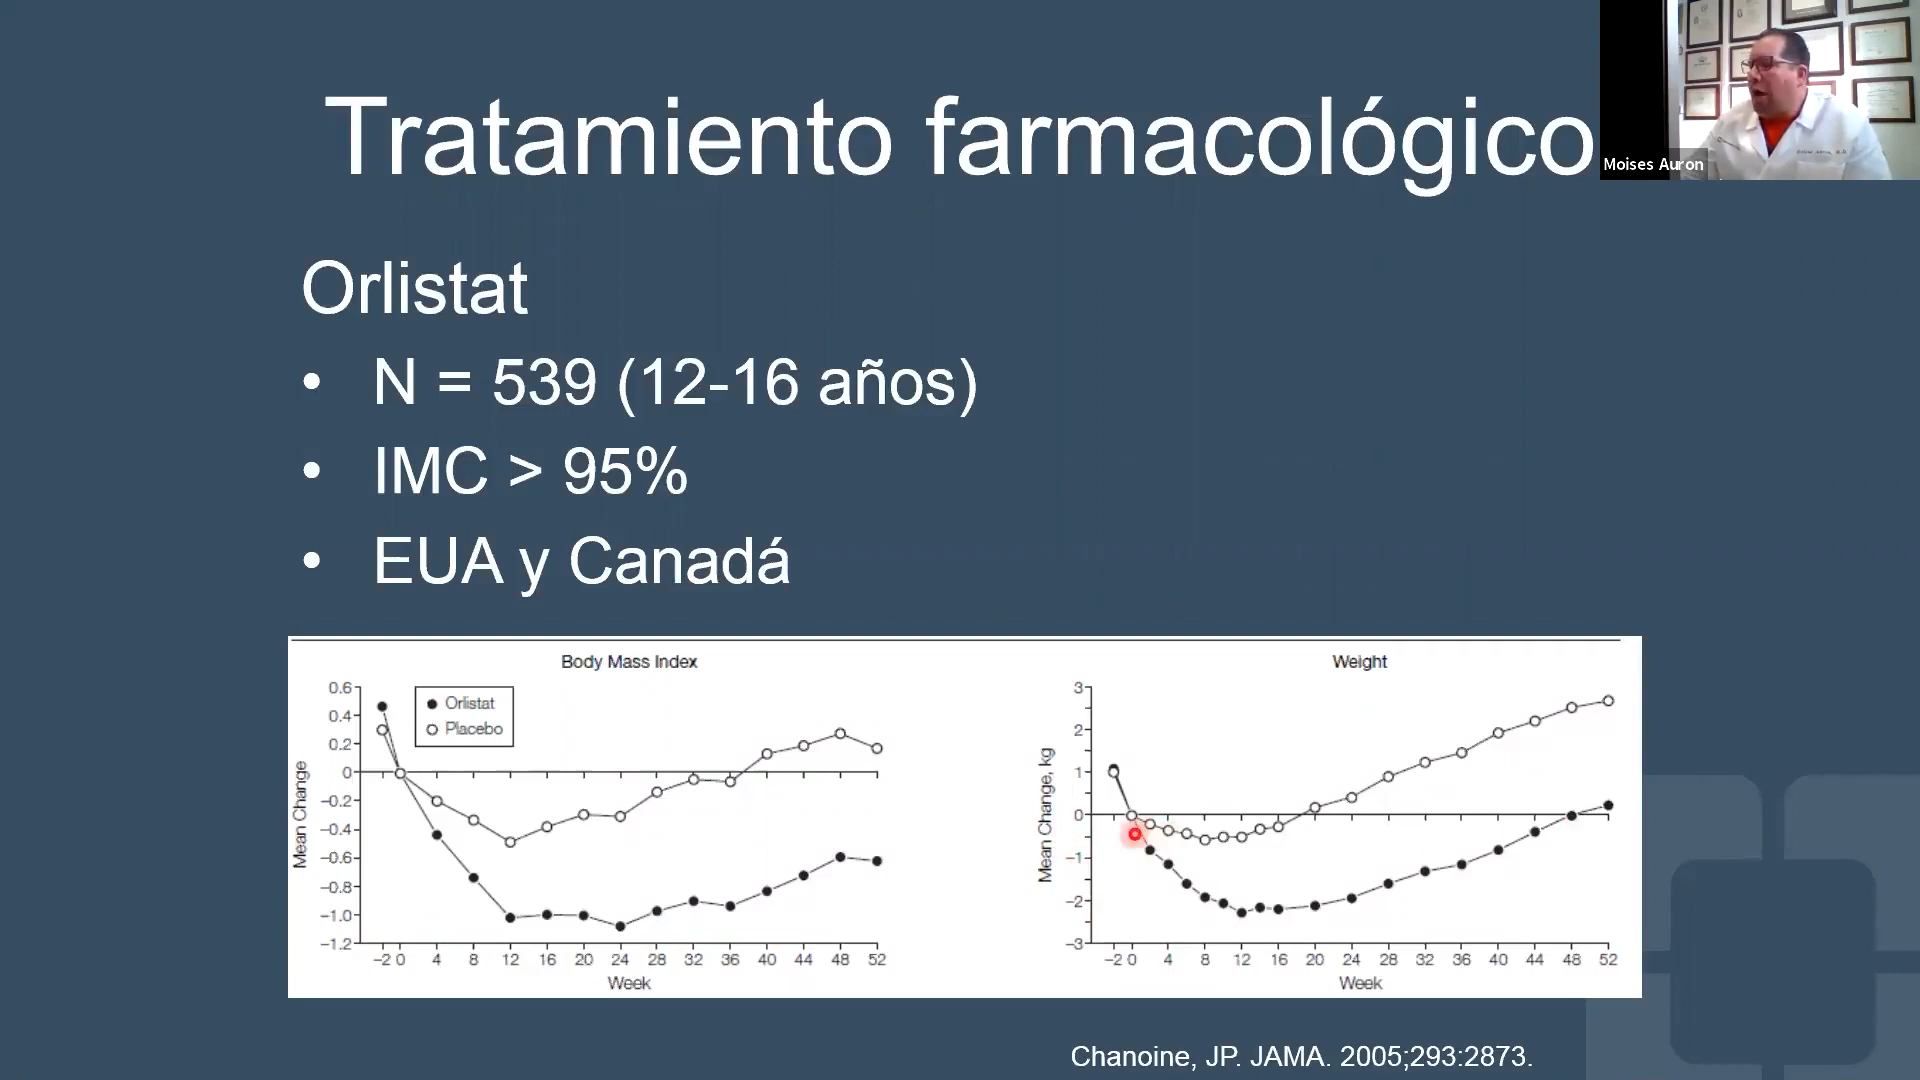 Tratamiento farmacológico
Moises Auron
Orlistat
• N = 539 (12-16 años)
• IMC > 95%
• EUA y Canadá
Body Mass Index
0.6
0.4
0.2
0
−0.2
−0.4
−0.6
−0.8
−1.0
−1.2
Mean Change
Orlistat
Placebo
−2 0 4 8 12 16 20 24 28 32 36 40 44 48 52
Week
Weight
3
2
1
0
−1
−2
−3
Mean Change, kg
−2 0 4 8 12 16 20 24 28 32 36 40 44 48 52
Week
Chanoine, JP. JAMA. 2005;293:2873.